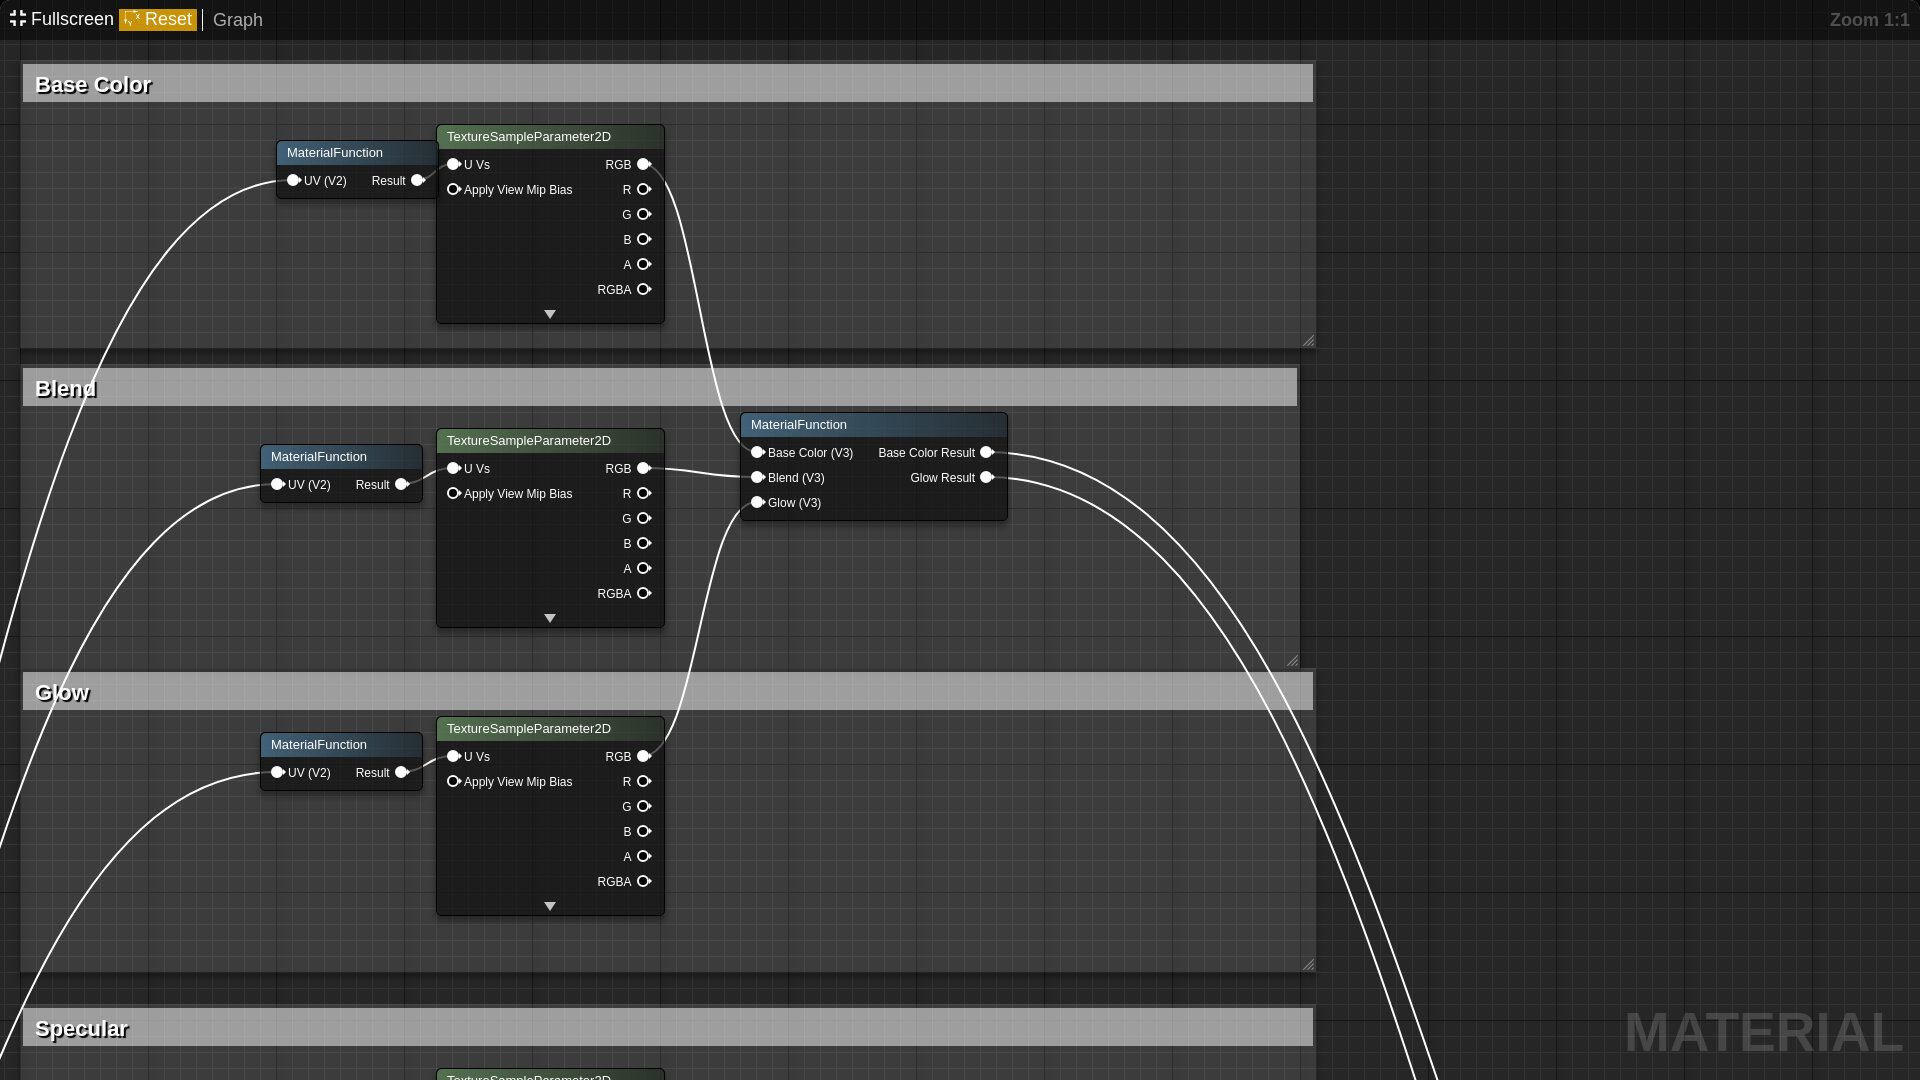 Fullscreen Reset Graph Zoom 1:1
Base Color
TextureSampleParameter2D
MaterialFunction
U Vs RGB
UV (V2) Result
Apply View Mip Bias R
G
B
A
RGBA
Blend
MaterialFunction
TextureSampleParameter2D
Base Color (V3) Base Color Result
MaterialFunction
U Vs RGB
Blend (V3) Glow Result
UV (V2) Result
Apply View Mip Bias R
Glow (V3)
G
B
A
RGBA
Glow
TextureSampleParameter2D
MaterialFunction
U Vs RGB
UV (V2) Result
Apply View Mip Bias R
G
B
A
RGBA
Specular
MATERIAL
TextureSampleParameter2D